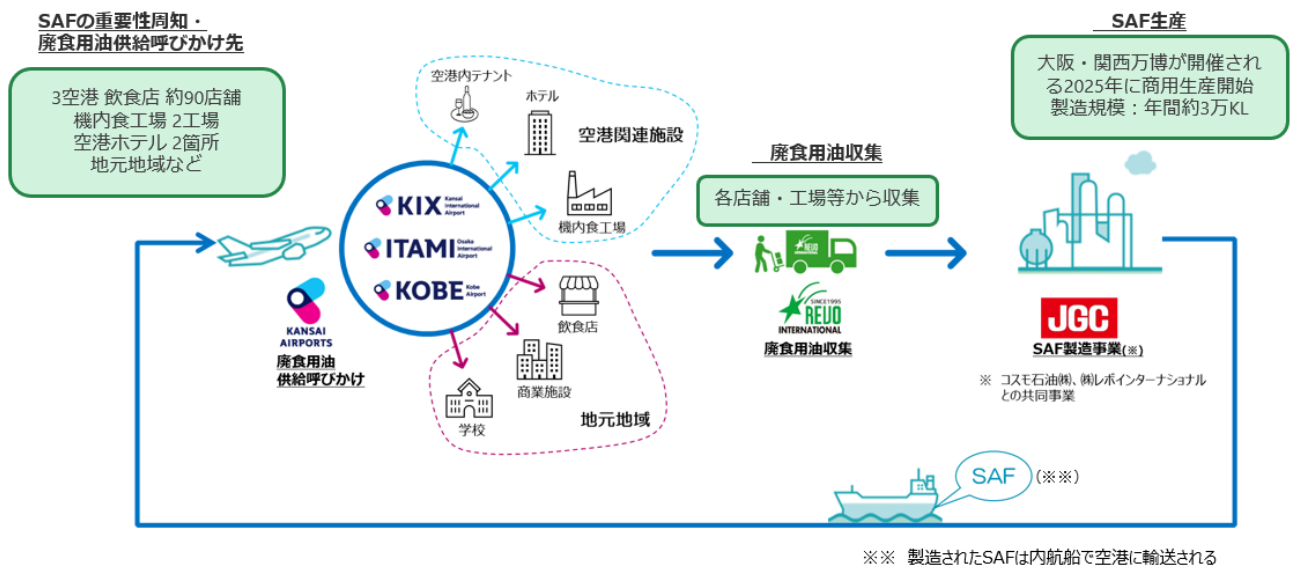 SAFの重要性周知・
廃食用油供給呼びかけ先
3空港 飲食店 約90店舗
機内食工場 2工場
空港ホテル 2箇所
地元地域など
空港内テナント
ホテル
空港関連施設
機内食工場
KIX Kansai International Airport
ITAMI Osaka International Airport
KOBE Kobe Airport
KANSAI
AIRPORTS
廃食用油
供給呼びかけ
飲食店
商業施設
学校
地元地域
廃食用油収集
各店舗・工場等から収集
REVO
SINCE1995
REVO
INTERNATIONAL
廃食用油収集
SAF生産
大阪・関西万博が開催され
る2025年に商用生産開始
製造規模：年間約3万KL
JGC
SAF製造事業(※)
※ コスモ石油㈱、㈱レボインターナショナル
との共同事業
SAF
(※※)
※※ 製造されたSAFは内航船で空港に輸送される